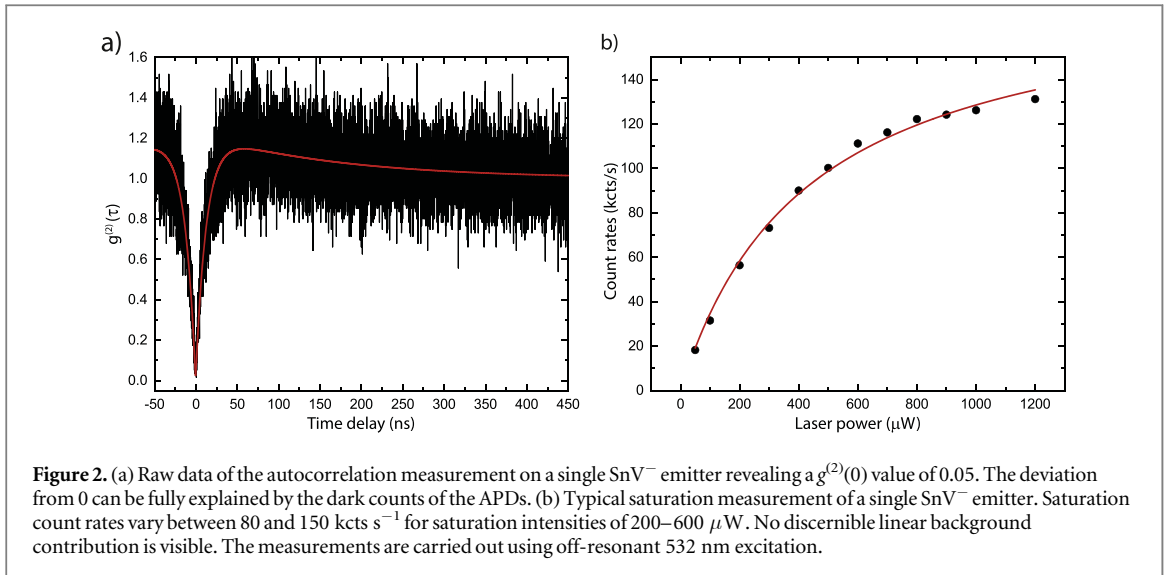 a)
1.6
1.4
1.2
1.0
0.8
0.6
0.4
0.2
0.0
g(2)(τ)
-50 0 50 100 150 200 250 300 350 400 450
Time delay (ns)
b)
140
120
100
80
60
40
20
0
Count rates (kcts/s)
0 200 400 600 800 1000 1200
Laser power (μW)
Figure 2. (a) Raw data of the autocorrelation measurement on a single SnV− emitter revealing a g(2)(0) value of 0.05. The deviation
from 0 can be fully explained by the dark counts of the APDs. (b) Typical saturation measurement of a single SnV− emitter. Saturation
count rates vary between 80 and 150 kcts s−1 for saturation intensities of 200–600 μW. No discernible linear background
contribution is visible. The measurements are carried out using off-resonant 532 nm excitation.